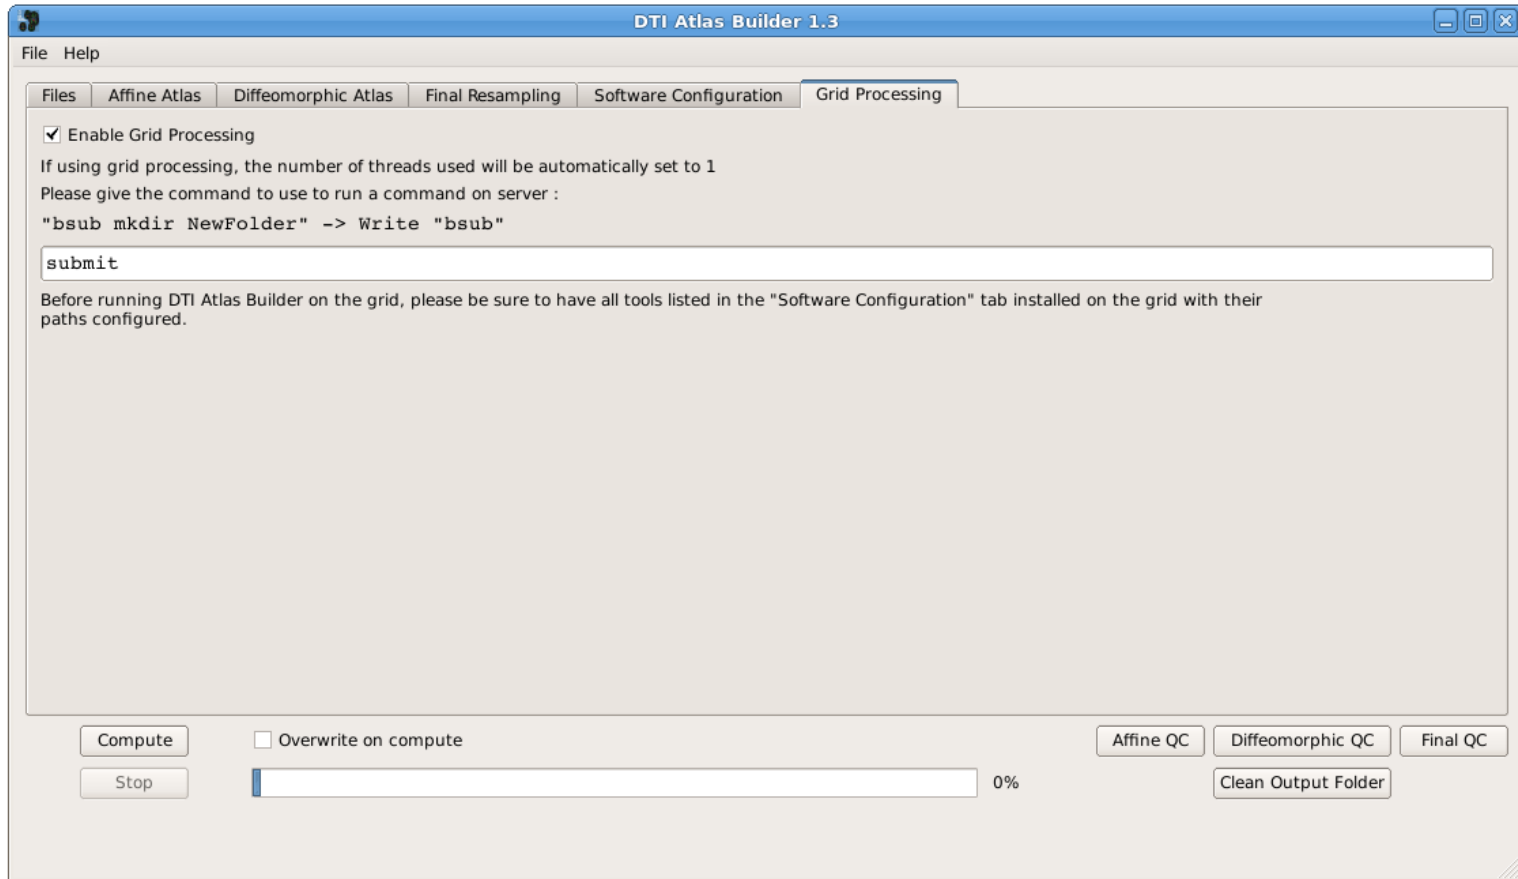 DTI Atlas Builder 1.3
File Help
Files Affine Atlas Diffeomorphic Atlas Final Resampling Software Configuration Grid Processing
Enable Grid Processing
If using grid processing, the number of threads used will be automatically set to 1
Please give the command to use to run a command on server :
"bsub mkdir NewFolder" -> Write "bsub"
submit
Before running DTI Atlas Builder on the grid, please be sure to have all tools listed in the "Software Configuration" tab installed on the grid with their
paths configured.
Compute Overwrite on compute Affine QC Diffeomorphic QC Final QC
Stop 0% Clean Output Folder